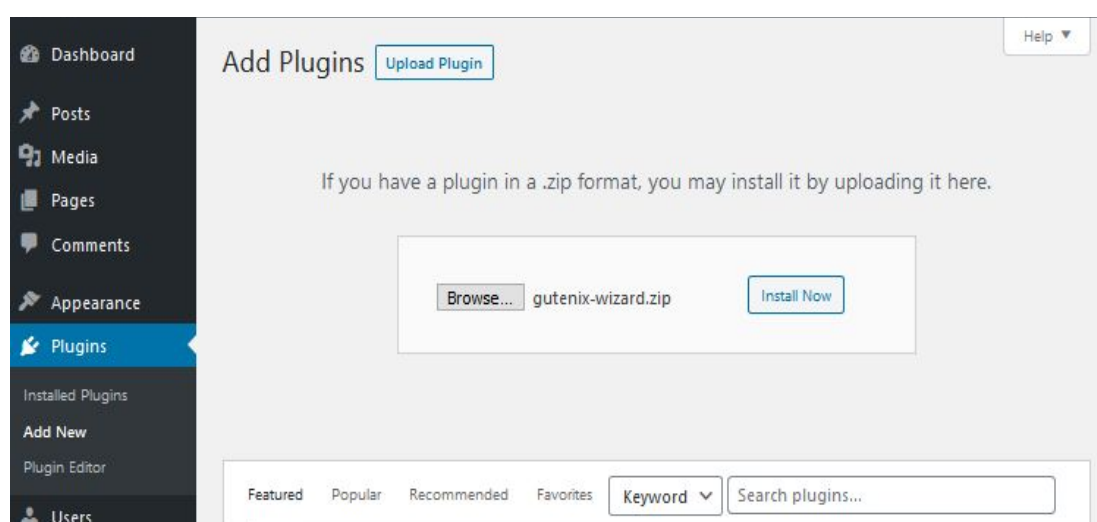 Help ▼
Dashboard
Add Plugins Upload Plugin
Posts
Media
If you have a plugin in a .zip format, you may install it by uploading it here.
Pages
Comments
Browse... gutenix-wizard.zip Install Now
Appearance
Plugins
Installed Plugins
Add New
Plugin Editor
Featured Popular Recommended Favorites Keyword Search plugins...
Users